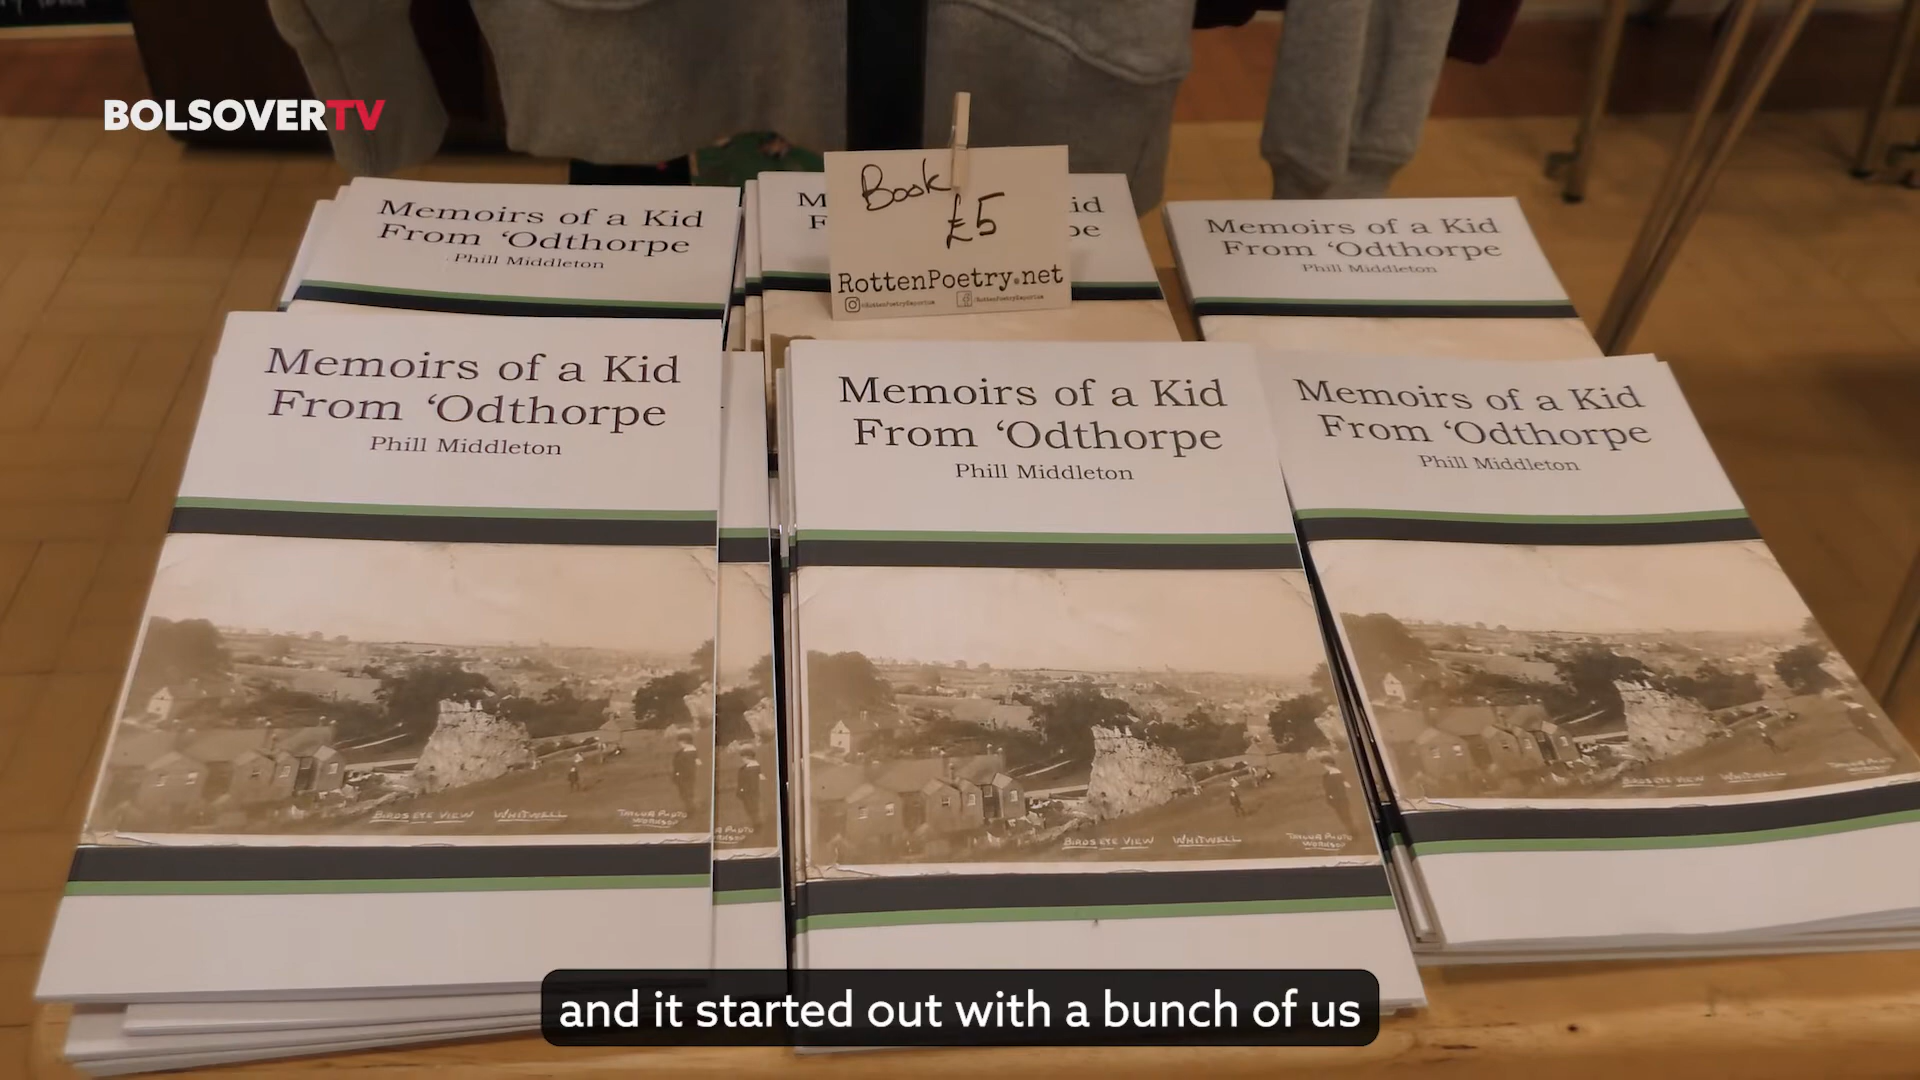 BOLSOVERTV
Memoirs of a Kid
From ‘Odthorpe
Phill Middleton
Book
£5
RottenPoetry.net
Memoirs of a Kid
From ‘Odthorpe
Phill Middleton
Memoirs of a Kid
From ‘Odthorpe
Phill Middleton
BIRDS EYE VIEW WHITWELL
Memoirs of a Kid
From ‘Odthorpe
Phill Middleton
BIRDS EYE VIEW WHITWELL
Memoirs of a Kid
From ‘Odthorpe
Phill Middleton
BIRDS EYE VIEW WHITWELL
and it started out with a bunch of us